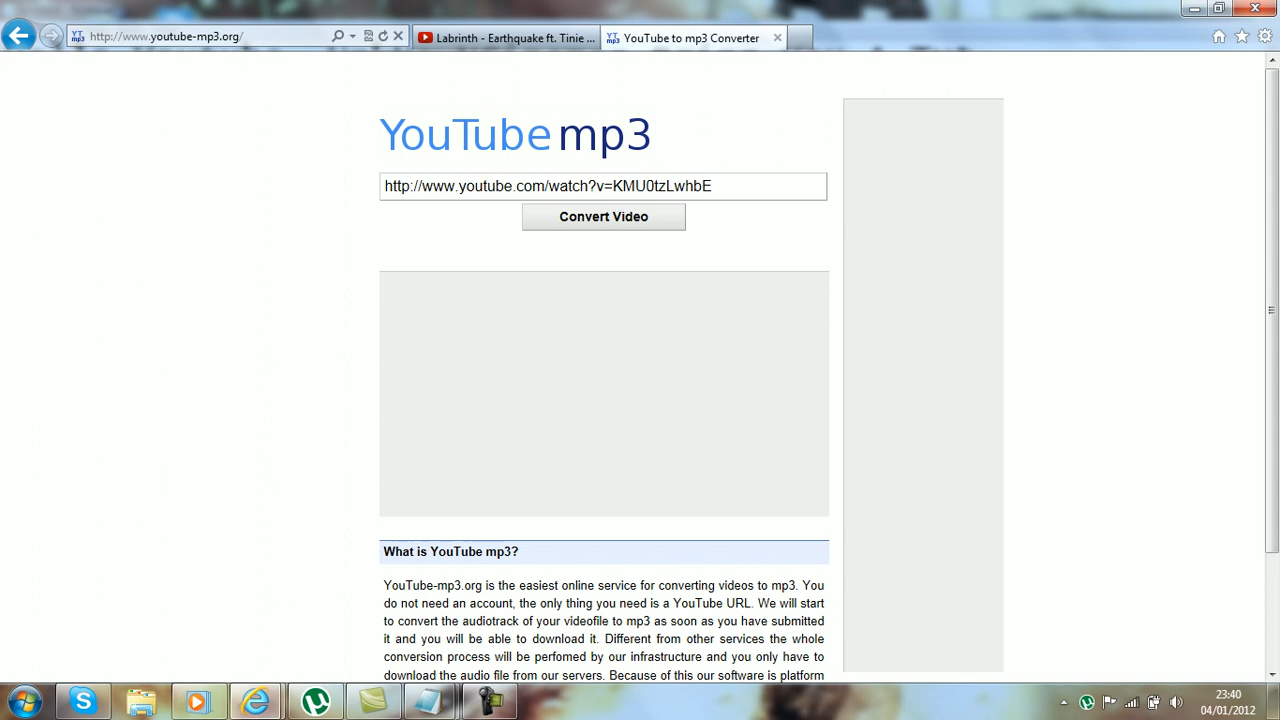 http://www.youtube-mp3.org/
Labrinth - Earthquake ft. Tinie ...
YouTube to mp3 Converter
YouTube mp3
http://www.youtube.com/watch?v=KMU0tzLwhbE
Convert Video
What is YouTube mp3?
YouTube-mp3.org is the easiest online service for converting videos to mp3. You
do not need an account, the only thing you need is a YouTube URL. We will start
to convert the audiotrack of your videofile to mp3 as soon as you have submitted
it and you will be able to download it. Different from other services the whole
conversion process will be perfomed by our infrastructure and you only have to
download the audio file from our servers. Because of this our software is platform
23:40
04/01/2012